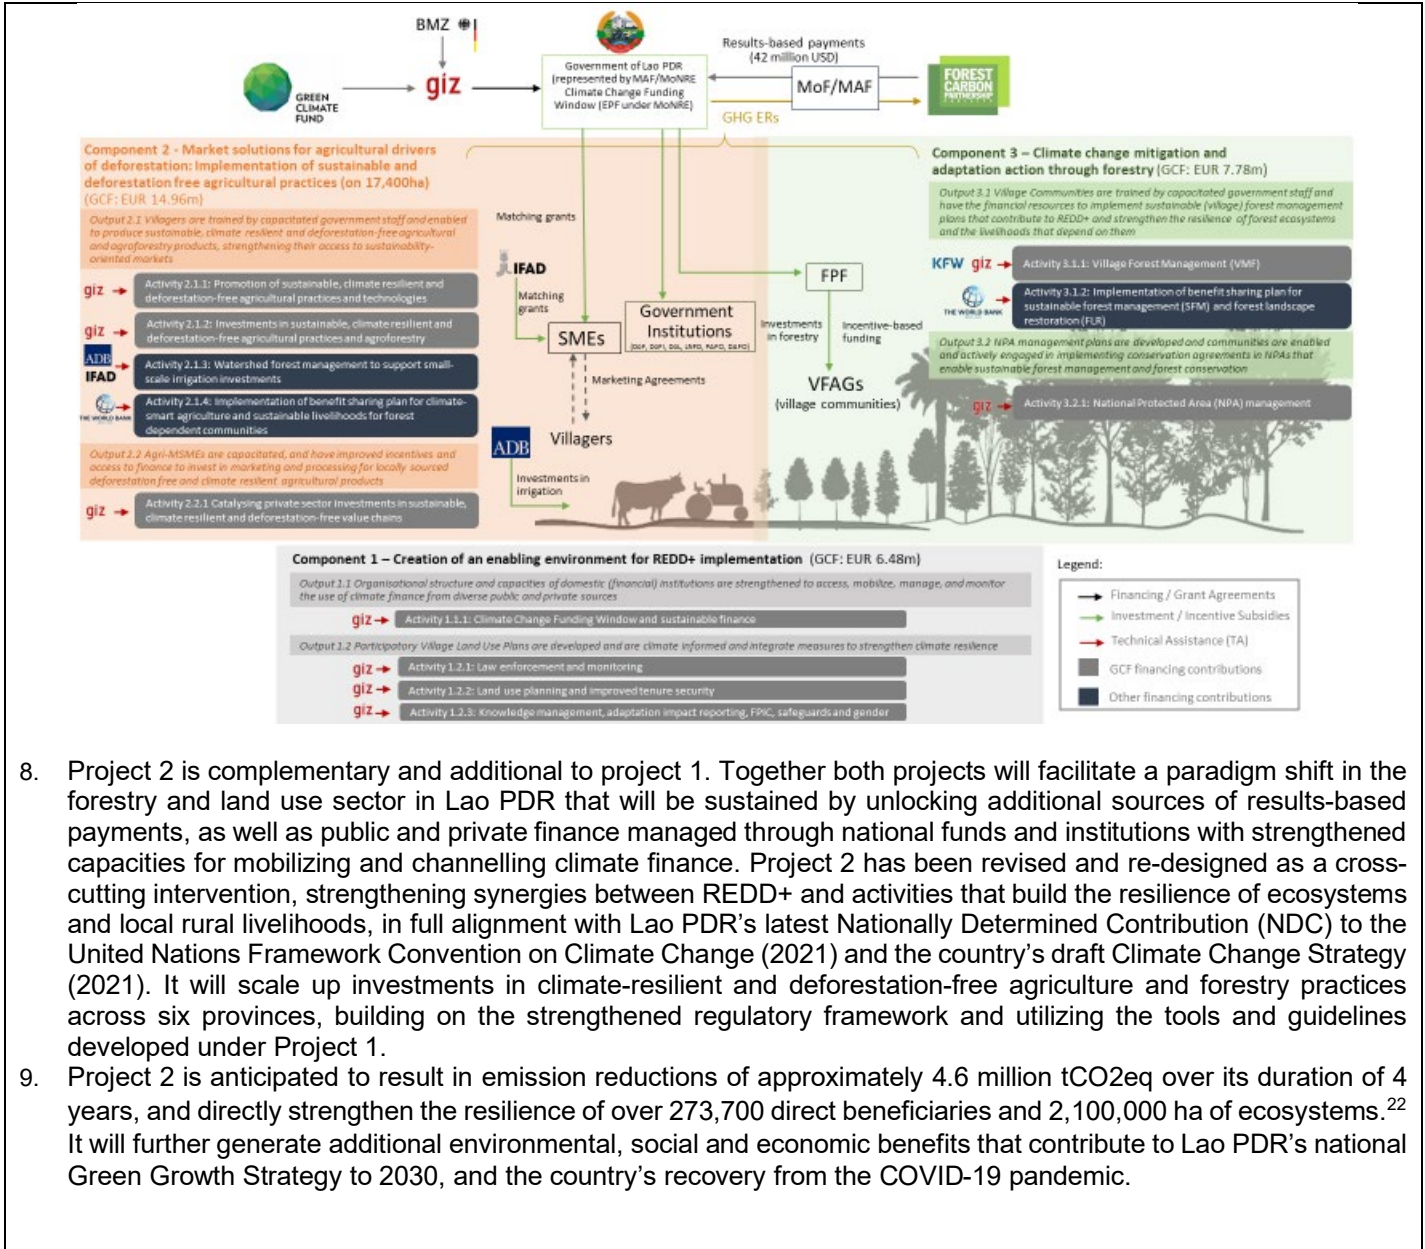 BMZ
GREEN
CLIMATE
FUND
giz
Government of Lao PDR
(represented by MAF/MoNRE
Climate Change Funding
Window (EPF under MoNRE)
Results-based payments
(42 million USD)
MoF/MAF
GHG ERs
FOREST
CARBON
PARTNERSHIP
Component 2 - Market solutions for agricultural drivers
of deforestation: Implementation of sustainable and
deforestation free agricultural practices (on 17,400ha)
(GCF: EUR 14.96m)
Output 2.1 Villagers are trained by capacitated government staff and enabled
to produce sustainable, climate resilient and deforestation-free agricultural
and agroforestry products, strengthening their access to sustainability-
oriented markets
giz
Activity 2.1.1: Promotion of sustainable, climate resilient and
deforestation-free agricultural practices and technologies
giz
Activity 2.1.2: Investments in sustainable, climate resilient and
deforestation-free agricultural practices and agroforestry
ADB
IFAD
Activity 2.1.3: Watershed forest management to support small-
scale irrigation investments
THE WORLD BANK
Activity 2.1.4: Implementation of benefit sharing plan for climate-
smart agriculture and sustainable livelihoods for forest
dependent communities
Output 2.2 Agri-MSMEs are capacitated, and have improved incentives and
access to finance to invest in marketing and processing for locally sourced
deforestation free and climate resilient agricultural products
giz
Activity 2.2.1 Catalysing private sector investments in sustainable,
climate resilient and deforestation-free value chains
Matching grants
IFAD
Matching
grants
SMEs
Government
Institutions
Marketing Agreements
Villagers
ADB
Investments in
irrigation
FPF
Investments
in forestry
Incentive-based
funding
VFAGs
(village communities)
Component 3 – Climate change mitigation and
adaptation action through forestry (GCF: EUR 7.78m)
Output 3.1 Village Communities are trained by capacitated government staff and
have the financial resources to implement sustainable (village) forest management
plans that contribute to REDD+ and strengthen the resilience of forest ecosystems
and the livelihoods that depend on them
KFW giz
Activity 3.1.1: Village Forest Management (VMF)
THE WORLD BANK
Activity 3.1.2: Implementation of benefit sharing plan for
sustainable forest management (SFM) and forest landscape
restoration (FLR)
Output 3.2 NPA management plans are developed and communities are enabled
and actively engaged in implementing conservation agreements in NPAs that
enable sustainable forest management and forest conservation
giz
Activity 3.2.1: National Protected Area (NPA) management
Component 1 – Creation of an enabling environment for REDD+ implementation (GCF: EUR 6.48m)
Output 1.1 Organisational structure and capacities of domestic (financial) institutions are strengthened to access, mobilize, manage, and monitor
the use of climate finance from diverse public and private sources
giz
Activity 1.1.1: Climate Change Funding Window and sustainable finance
Output 1.2 Participatory Village Land Use Plans are developed and are climate informed and integrate measures to strengthen climate resilience
giz
Activity 1.2.1: Law enforcement and monitoring
giz
Activity 1.2.2: Land use planning and improved tenure security
giz
Activity 1.2.3: Knowledge management, adaptation impact reporting, FPIC, safeguards and gender
Legend:
Financing / Grant Agreements
Investment / Incentive Subsidies
Technical Assistance (TA)
GCF financing contributions
Other financing contributions
8. Project 2 is complementary and additional to project 1. Together both projects will facilitate a paradigm shift in the
forestry and land use sector in Lao PDR that will be sustained by unlocking additional sources of results-based
payments, as well as public and private finance managed through national funds and institutions with strengthened
capacities for mobilizing and channelling climate finance. Project 2 has been revised and re-designed as a cross-
cutting intervention, strengthening synergies between REDD+ and activities that build the resilience of ecosystems
and local rural livelihoods, in full alignment with Lao PDR's latest Nationally Determined Contribution (NDC) to the
United Nations Framework Convention on Climate Change (2021) and the country's draft Climate Change Strategy
(2021). It will scale up investments in climate-resilient and deforestation-free agriculture and forestry practices
across six provinces, building on the strengthened regulatory framework and utilizing the tools and guidelines
developed under Project 1.
9. Project 2 is anticipated to result in emission reductions of approximately 4.6 million tCO2eq over its duration of 4
years, and directly strengthen the resilience of over 273,700 direct beneficiaries and 2,100,000 ha of ecosystems.22
It will further generate additional environmental, social and economic benefits that contribute to Lao PDR's national
Green Growth Strategy to 2030, and the country's recovery from the COVID-19 pandemic.